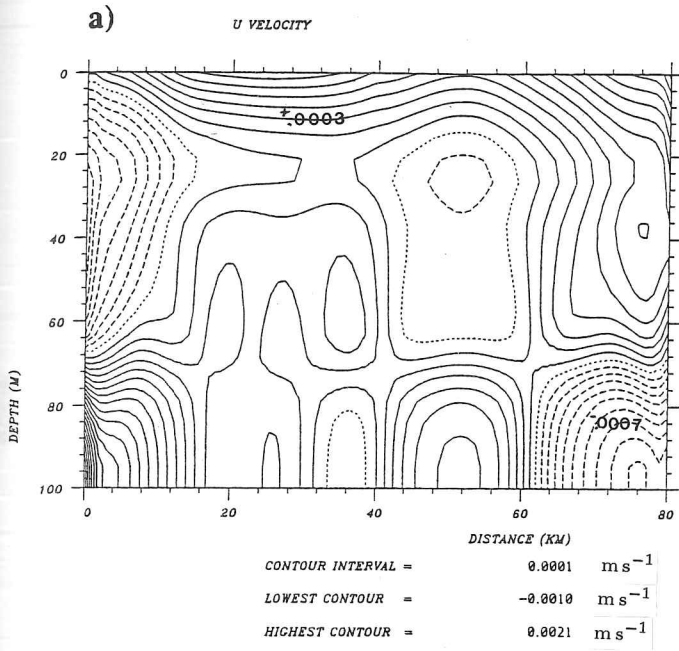 a)
U VELOCITY
0
.0003
20
40
60
80
-.0007
100
DEPTH (M)
0 20 40 60 80
DISTANCE (KM)
CONTOUR INTERVAL = 0.0001 m s⁻¹
LOWEST CONTOUR = -0.0010 m s⁻¹
HIGHEST CONTOUR = 0.0021 m s⁻¹